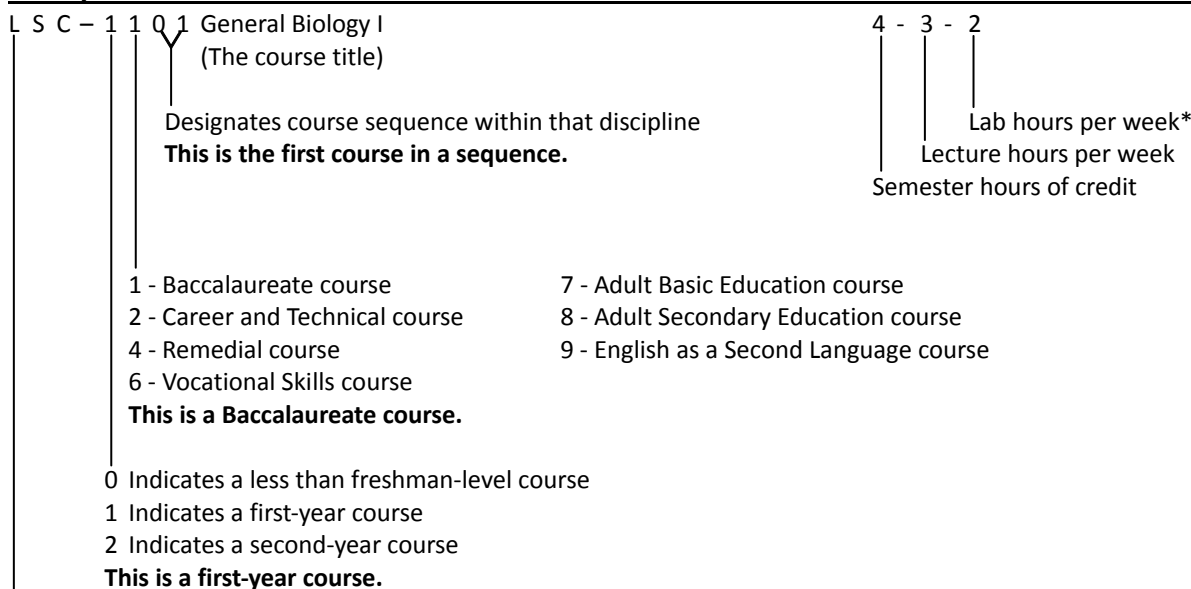 L S C – 1 1 0 1 General Biology I 4 - 3 - 2
(The course title)
Designates course sequence within that discipline Lab hours per week*
This is the first course in a sequence. Lecture hours per week
Semester hours of credit
1 - Baccalaureate course 7 - Adult Basic Education course
2 - Career and Technical course 8 - Adult Secondary Education course
4 - Remedial course 9 - English as a Second Language course
6 - Vocational Skills course
This is a Baccalaureate course.
0 Indicates a less than freshman-level course
1 Indicates a first-year course
2 Indicates a second-year course
This is a first-year course.